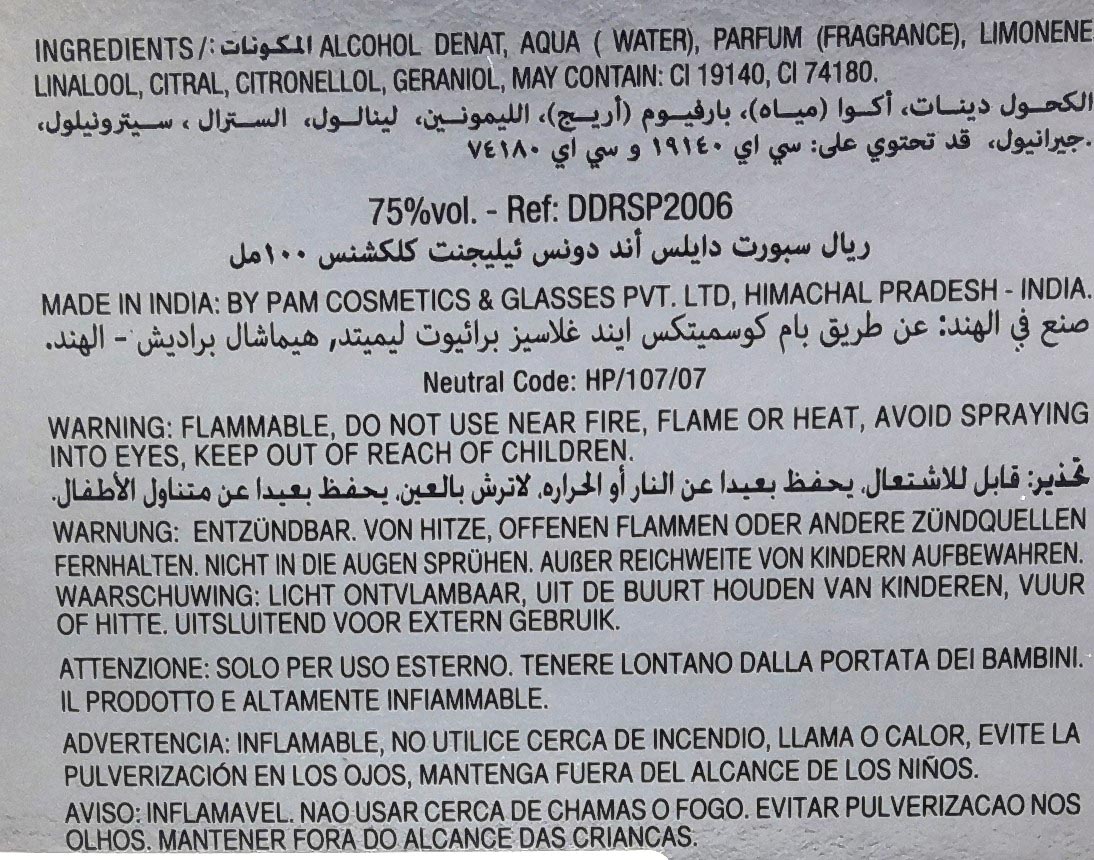 INGREDIENTS/: المكونات ALCOHOL DENAT, AQUA ( WATER), PARFUM (FRAGRANCE), LIMONENE
LINALOOL, CITRAL, CITRONELLOL, GERANIOL, MAY CONTAIN: CI 19140, CI 74180.
الكحول دينات، أكوا (مياه)، بارفيوم (أريج)، الليمونين، لينالول، السترال ، سيترونيلول،
جيرانيول، قد تحتوي على: سي اي ١٩١٤٠ و سي اي ٧٤١٨٠.
75%vol. - Ref: DDRSP2006
ريال سبورت دايلس أند دونس ئيليجنت كلكشنس ١٠٠مل
MADE IN INDIA: BY PAM COSMETICS & GLASSES PVT. LTD, HIMACHAL PRADESH - INDIA.
صنع في الهند: عن طريق بام كوسميتكس ايند غلاسيز برائيوت ليميتد, هيماشال براديش - الهند.
Neutral Code: HP/107/07
WARNING: FLAMMABLE, DO NOT USE NEAR FIRE, FLAME OR HEAT, AVOID SPRAYING
INTO EYES, KEEP OUT OF REACH OF CHILDREN.
تحذير: قابل للاشتعال, يحفظ بعيدا عن النار أو الحراره, لاترش بالعين, يحفظ بعيدا عن متناول الأطفال.
WARNUNG: ENTZÜNDBAR. VON HITZE, OFFENEN FLAMMEN ODER ANDERE ZÜNDQUELLEN
FERNHALTEN. NICHT IN DIE AUGEN SPRÜHEN. AUßER REICHWEITE VON KINDERN AUFBEWAHREN.
WAARSCHUWING: LICHT ONTVLAMBAAR, UIT DE BUURT HOUDEN VAN KINDEREN, VUUR
OF HITTE. UITSLUITEND VOOR EXTERN GEBRUIK.
ATTENZIONE: SOLO PER USO ESTERNO. TENERE LONTANO DALLA PORTATA DEI BAMBINI.
IL PRODOTTO E ALTAMENTE INFIAMMABLE.
ADVERTENCIA: INFLAMABLE, NO UTILICE CERCA DE INCENDIO, LLAMA O CALOR, EVITE LA
PULVERIZACIÓN EN LOS OJOS, MANTENGA FUERA DEL ALCANCE DE LOS NIÑOS.
AVISO: INFLAMAVEL. NAO USAR CERCA DE CHAMAS O FOGO. EVITAR PULVERIZACAO NOS
OLHOS. MANTENER FORA DO ALCANCE DAS CRIANCAS.